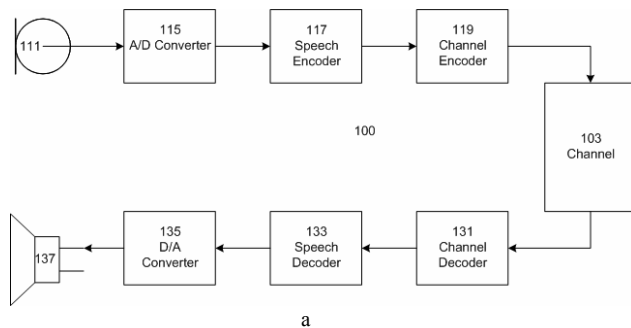 111
115
A/D Converter
117
Speech
Encoder
119
Channel
Encoder
103
Channel
100
137
135
D/A
Converter
133
Speech
Decoder
131
Channel
Decoder
a